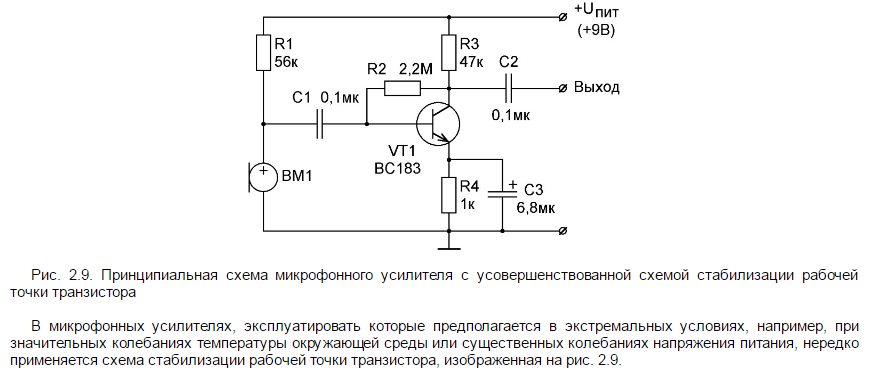 +Uпит
(+9В)
R1
56к
R3
47к
R2 2,2М
C2
C1 0,1мк
Выход
0,1мк
VT1
BC183
+
BM1
R4
1к
+
C3
6,8мк
Рис. 2.9. Принципиальная схема микрофонного усилителя с усовершенствованной схемой стабилизации рабочей
точки транзистора
В микрофонных усилителях, эксплуатировать которые предполагается в экстремальных условиях, например, при
значительных колебаниях температуры окружающей среды или существенных колебаниях напряжения питания, нередко
применяется схема стабилизации рабочей точки транзистора, изображенная на рис. 2.9.